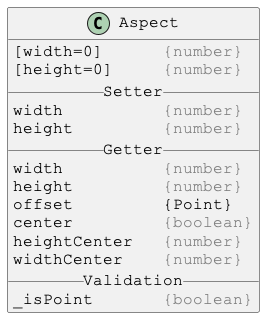 C Aspect
[width=0] {number}
[height=0] {number}
Setter
width {number}
height {number}
Getter
width {number}
height {number}
offset {Point}
center {boolean}
heightCenter {number}
widthCenter {number}
Validation
_isPoint {boolean}